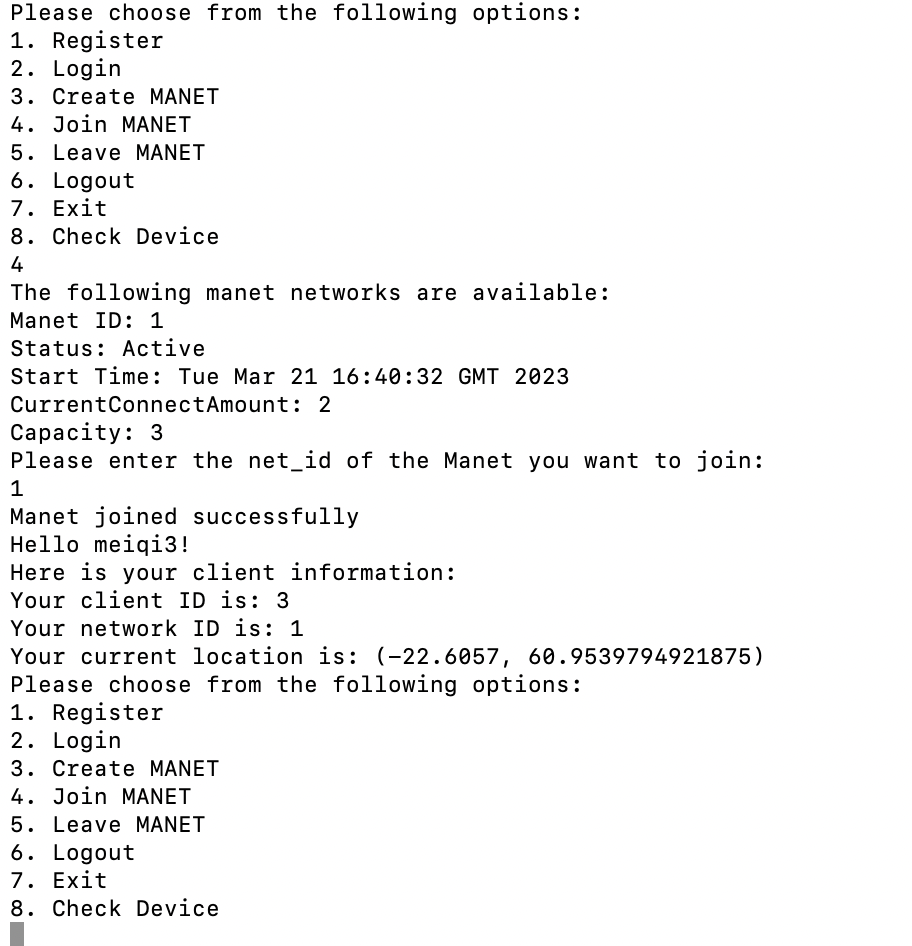 Please choose from the following options:
1. Register
2. Login
3. Create MANET
4. Join MANET
5. Leave MANET
6. Logout
7. Exit
8. Check Device
4
The following manet networks are available:
Manet ID: 1
Status: Active
Start Time: Tue Mar 21 16:40:32 GMT 2023
CurrentConnectAmount: 2
Capacity: 3
Please enter the net_id of the Manet you want to join:
1
Manet joined successfully
Hello meiqi3!
Here is your client information:
Your client ID is: 3
Your network ID is: 1
Your current location is: (-22.6057, 60.9539794921875)
Please choose from the following options:
1. Register
2. Login
3. Create MANET
4. Join MANET
5. Leave MANET
6. Logout
7. Exit
8. Check Device